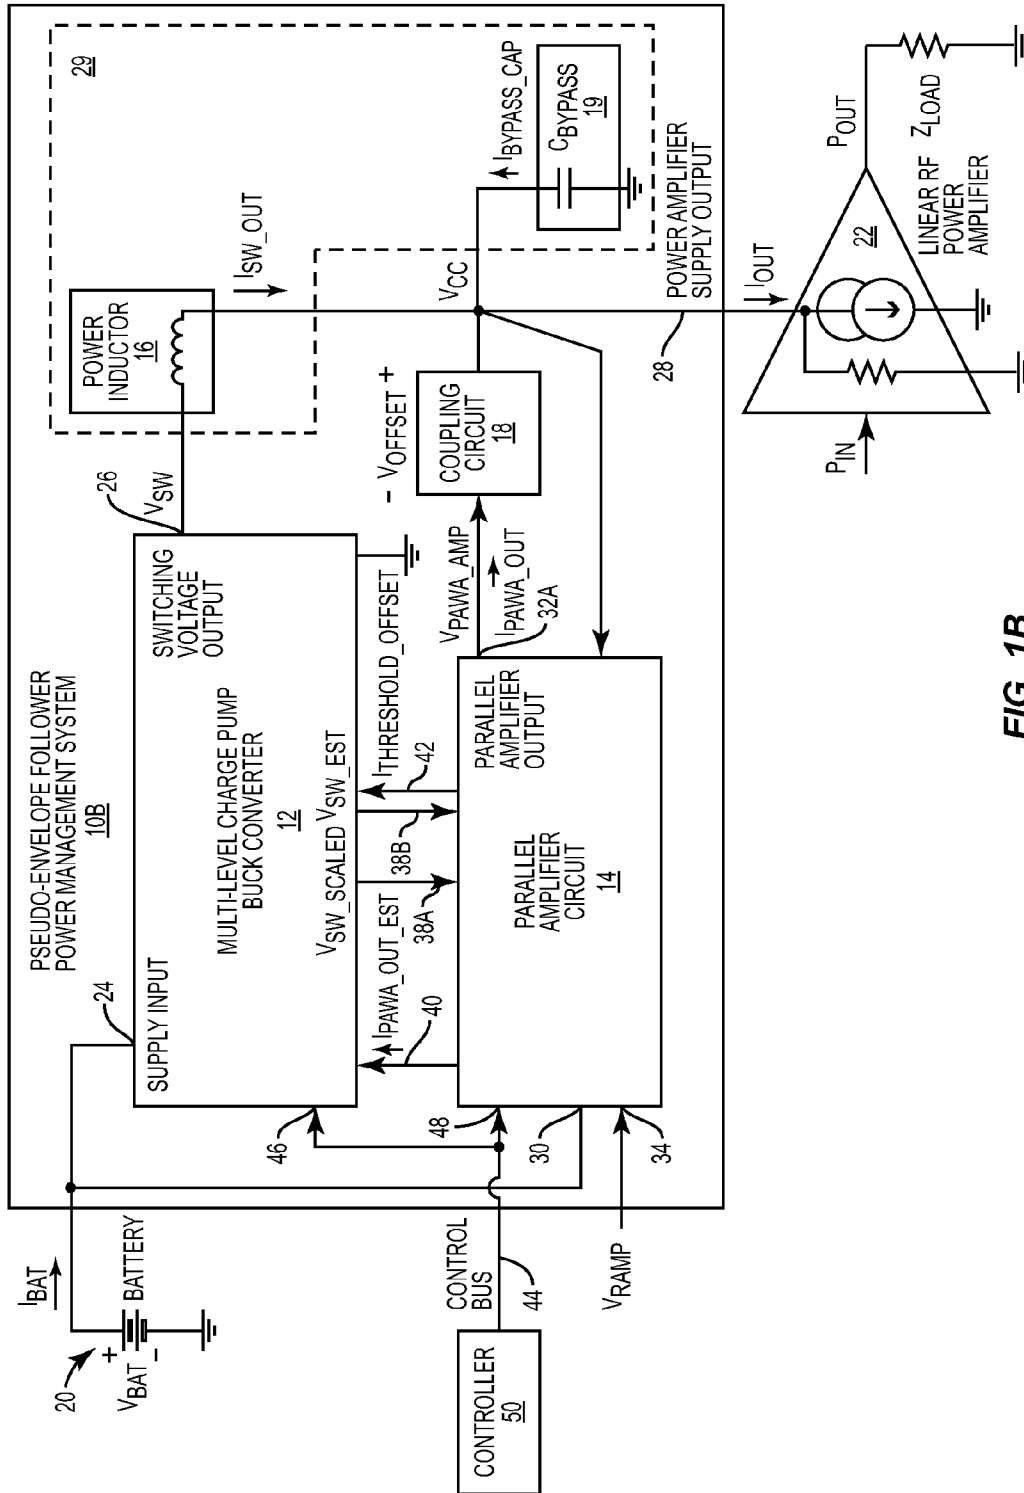 PSEUDO-ENVELOPE FOLLOWER
POWER MANAGEMENT SYSTEM
10B
29
20
VBAT
+
-
BATTERY
IBAT
24
SUPPLY INPUT
MULTI-LEVEL CHARGE PUMP
BUCK CONVERTER
12
SWITCHING
VOLTAGE
OUTPUT
26
VSW
POWER
INDUCTOR
16
ISW_OUT
46
VSW_SCALED
VSW_EST
IPAWA_OUT_EST
40
38A
38B
42
ITHRESHOLD_OFFSET
- VOFFSET +
COUPLING
CIRCUIT
18
VCC
IBYPASS_CAP
CBYPASS
19
CONTROLLER
50
CONTROL
BUS
44
48
30
34
VRAMP
PARALLEL
AMPLIFIER
CIRCUIT
14
PARALLEL
AMPLIFIER
OUTPUT
VPAWA_AMP
IPAWA_OUT
32A
28
POWER AMPLIFIER
SUPPLY OUTPUT
IOUT
PIN
22
LINEAR RF
POWER
AMPLIFIER
POUT
ZLOAD
FIG. 1B